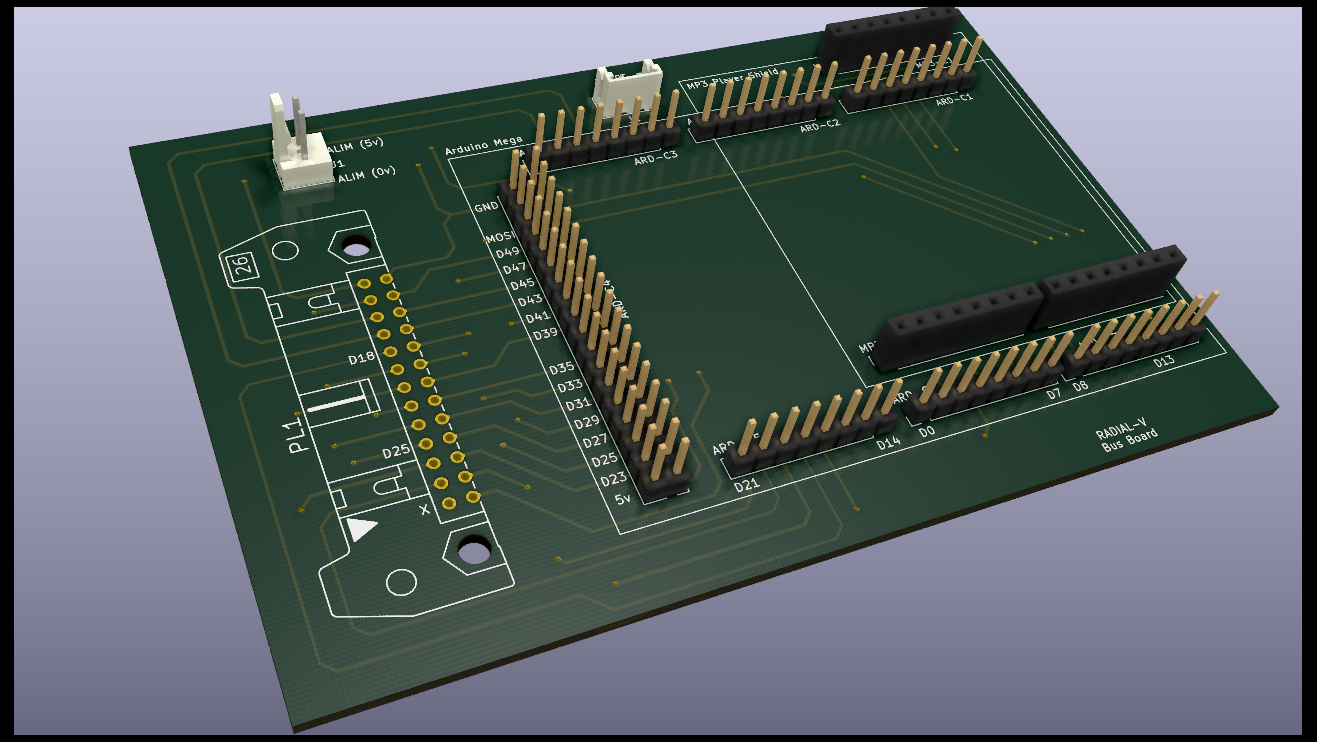 MP3 Player Shield
ARD-C1
ARD-C2
ARD-C3
Arduino Mega
ALIM (5v)
J1
ALIM (0v)
GND
MOSI
D49
D47
D45
D43
D41
D39
D35
D33
D31
D29
D27
D25
D23
5v
26
D18
D25
PL1
X
D21
D14
D0
D7
D8
D13
RADIAL-V
Bus Board